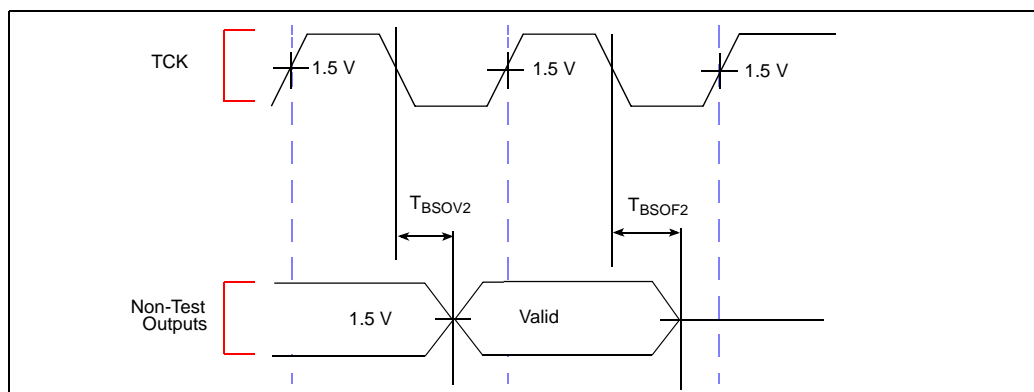 TCK
1.5 V
1.5 V
1.5 V
TBSOV2
TBSOF2
Non-Test
Outputs
1.5 V
Valid